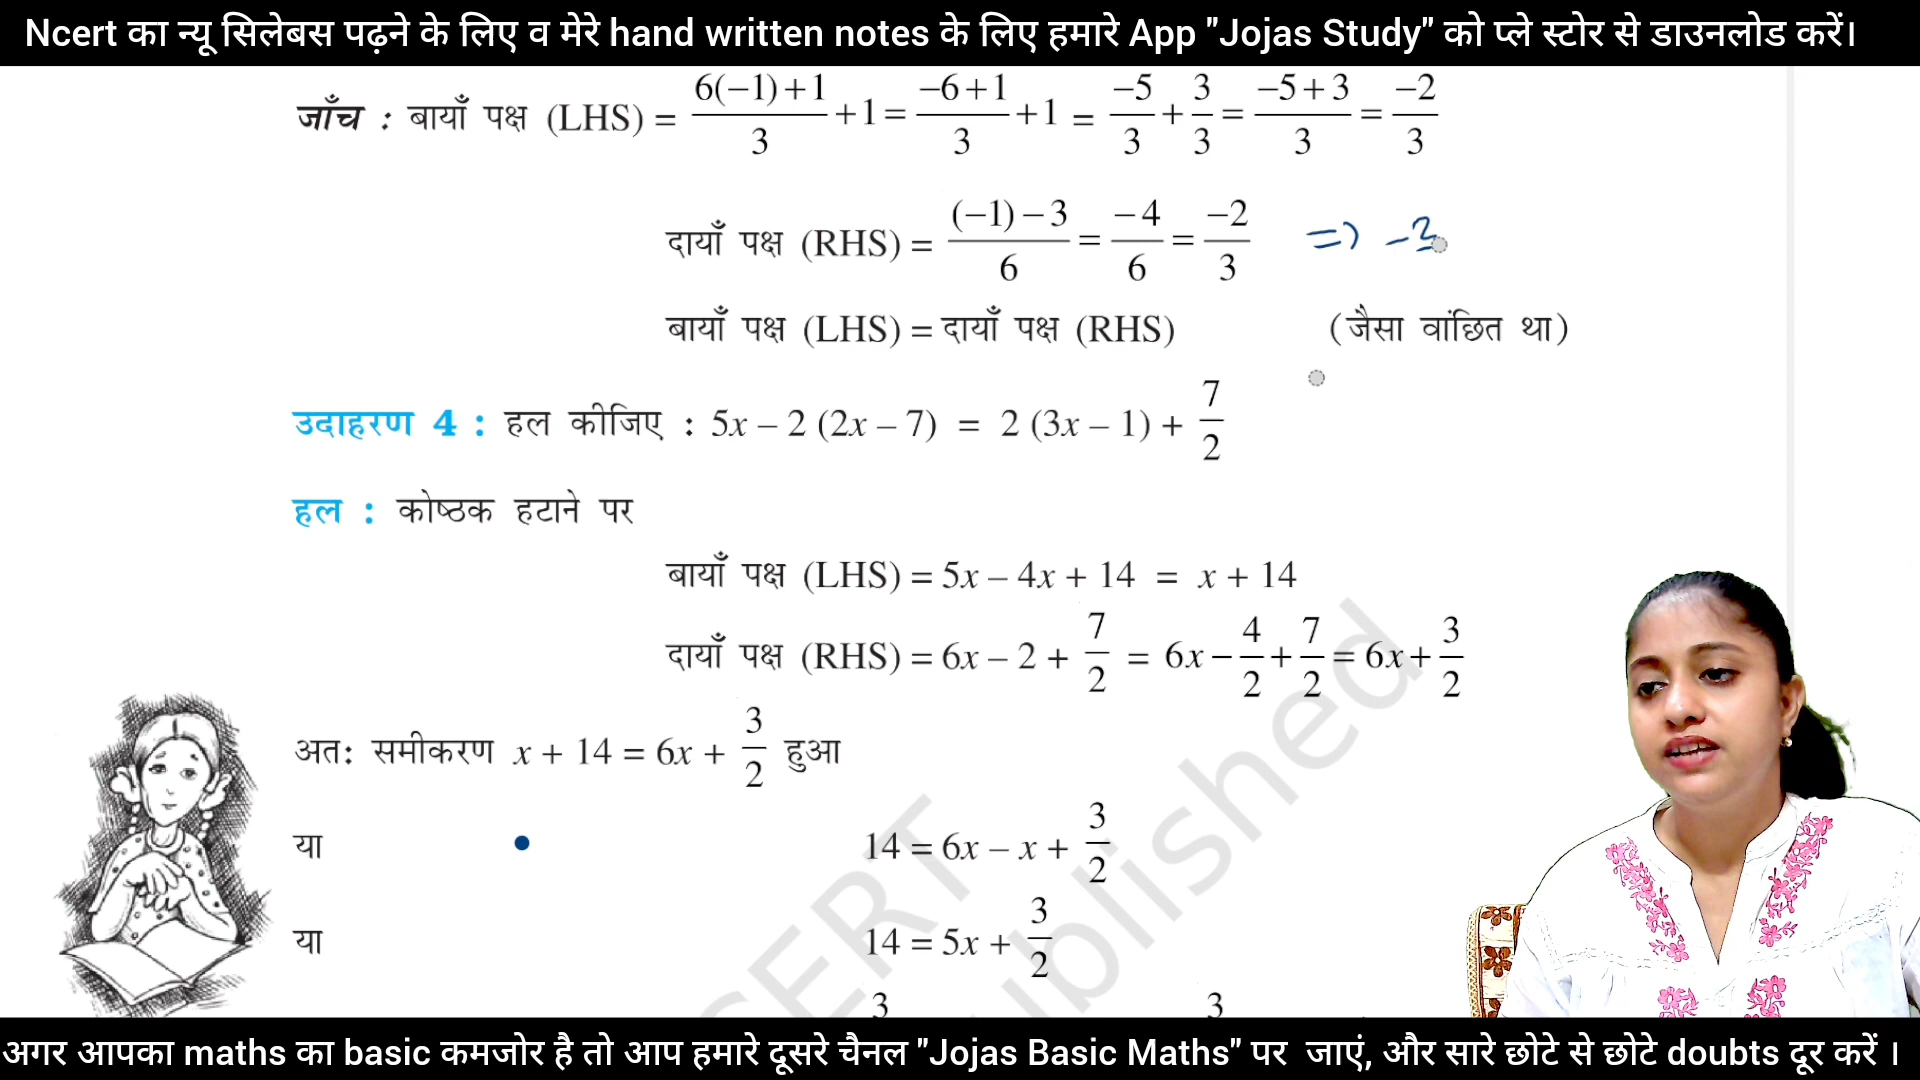 Ncert का न्यू सिलेबस पढ़ने के लिए व मेरे hand written notes के लिए हमारे App "Jojas Study" को प्ले स्टोर से डाउनलोड करें।
जाँच : बायाँ पक्ष (LHS) = (6(−1)+1)/3 +1 = (−6+1)/3 +1 = −5/3 + 3/3 = (−5+3)/3 = −2/3
दायाँ पक्ष (RHS) = ((−1)−3)/6 = −4/6 = −2/3 => −2
बायाँ पक्ष (LHS) = दायाँ पक्ष (RHS) (जैसा वांछित था)
उदाहरण 4 : हल कीजिए : 5x – 2 (2x – 7) = 2 (3x – 1) + 7/2
हल : कोष्ठक हटाने पर
बायाँ पक्ष (LHS) = 5x – 4x + 14 = x + 14
दायाँ पक्ष (RHS) = 6x – 2 + 7/2 = 6x − 4/2 + 7/2 = 6x + 3/2
अत: समीकरण x + 14 = 6x + 3/2 हुआ
या 14 = 6x – x + 3/2
या 14 = 5x + 3/2
3 3
अगर आपका maths का basic कमजोर है तो आप हमारे दूसरे चैनल "Jojas Basic Maths" पर जाएं, और सारे छोटे से छोटे doubts दूर करें ।